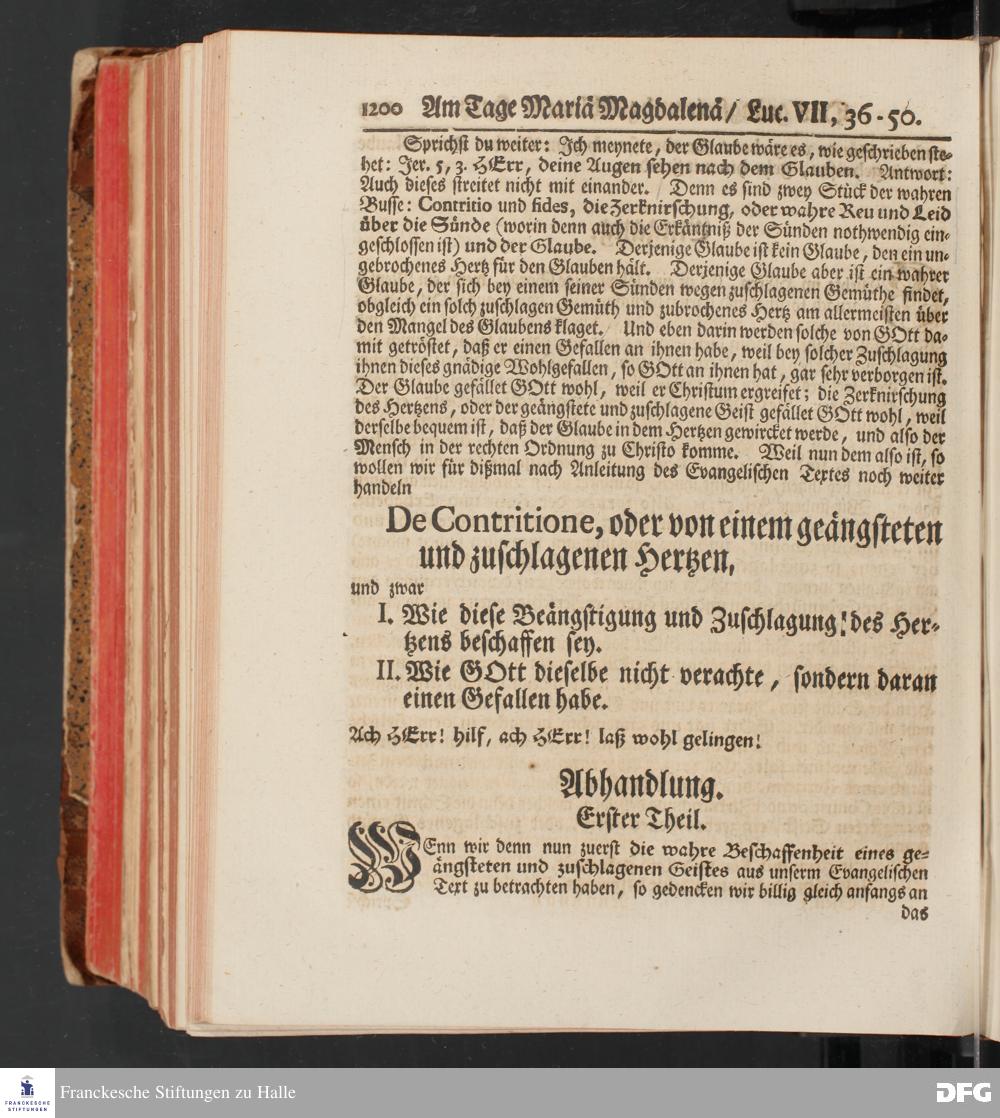 1200 Am Tage Mariä Magdalenä / Luc. VII, 36-50.
Sprichst du weiter: Ich meynete, der Glaube wäre es, wie geschrieben ste-
het: Jer. 5, 3. HErr, deine Augen sehen nach dem Glauben. Antwort:
Auch dieses streitet nicht mit einander. Denn es sind zwey Stück der wahren
Busse: Contritio und fides, die Zerknirschung, oder wahre Reu und Leid
über die Sünde (worin denn auch die Erkäntniß der Sünden nothwendig ein-
geschlossen ist) und der Glaube. Derjenige Glaube ist kein Glaube, den ein un-
gebrochenes Hertz für den Glauben hält. Derjenige Glaube aber ist ein wahrer
Glaube, der sich bey einem seiner Sünden wegen zuschlagenen Gemüthe findet,
obgleich ein solch zuschlagen Gemüth und zubrochenes Hertz am allermeisten über
den Mangel des Glaubens klaget. Und eben darin werden solche von GOtt da-
mit getröstet, daß er einen Gefallen an ihnen habe, weil bey solcher Zuschlagung
ihnen dieses gnädige Wohlgefallen, so GOtt an ihnen hat, gar sehr verborgen ist.
Der Glaube gefället GOtt wohl, weil er Christum ergreifet; die Zerknirschung
des Hertzens, oder der geängstete und zuschlagene Geist gefället GOtt wohl, weil
derselbe bequem ist, daß der Glaube in dem Hertzen gewircket werde, und also der
Mensch in der rechten Ordnung zu Christo komme. Weil nun dem also ist, so
wollen wir für dißmal nach Anleitung des Evangelischen Textes noch weiter
handeln
De Contritione, oder von einem geängsteten
und zuschlagenen Hertzen,
und zwar
I. Wie diese Beängstigung und Zuschlagung! des Her-
tzens beschaffen sey.
II. Wie GOtt dieselbe nicht verachte, sondern daran
einen Gefallen habe.
Ach HErr! hilf, ach HErr! laß wohl gelingen!
Abhandlung.
Erster Theil.
WEnn wir denn nun zuerst die wahre Beschaffenheit eines ge-
ängsteten und zuschlagenen Geistes aus unserm Evangelischen
Text zu betrachten haben, so gedencken wir billig gleich anfangs an
das
FRANCKESCHE
STIFTUNGEN
Franckesche Stiftungen zu Halle
DFG